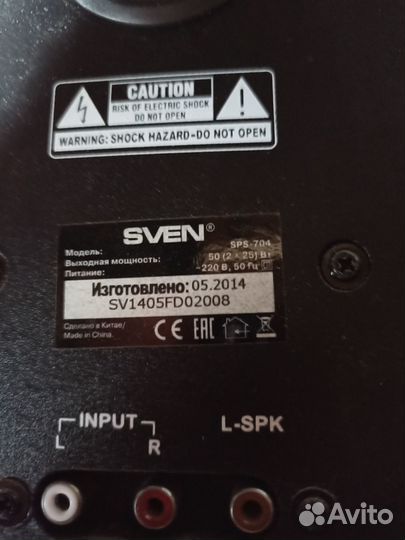 CAUTION
RISK OF ELECTRIC SHOCK
DO NOT OPEN
WARNING: SHOCK HAZARD-DO NOT OPEN
SVEN®
Модель: SPS-704
Выходная мощность: 50 (2 × 25) Вт
Питание: ~220 В, 50 Гц
Изготовлено: 05.2014
SV1405FD02008
Сделано в Китае/
Made in China.
CE EAC
INPUT
L-SPK
L R
Avito